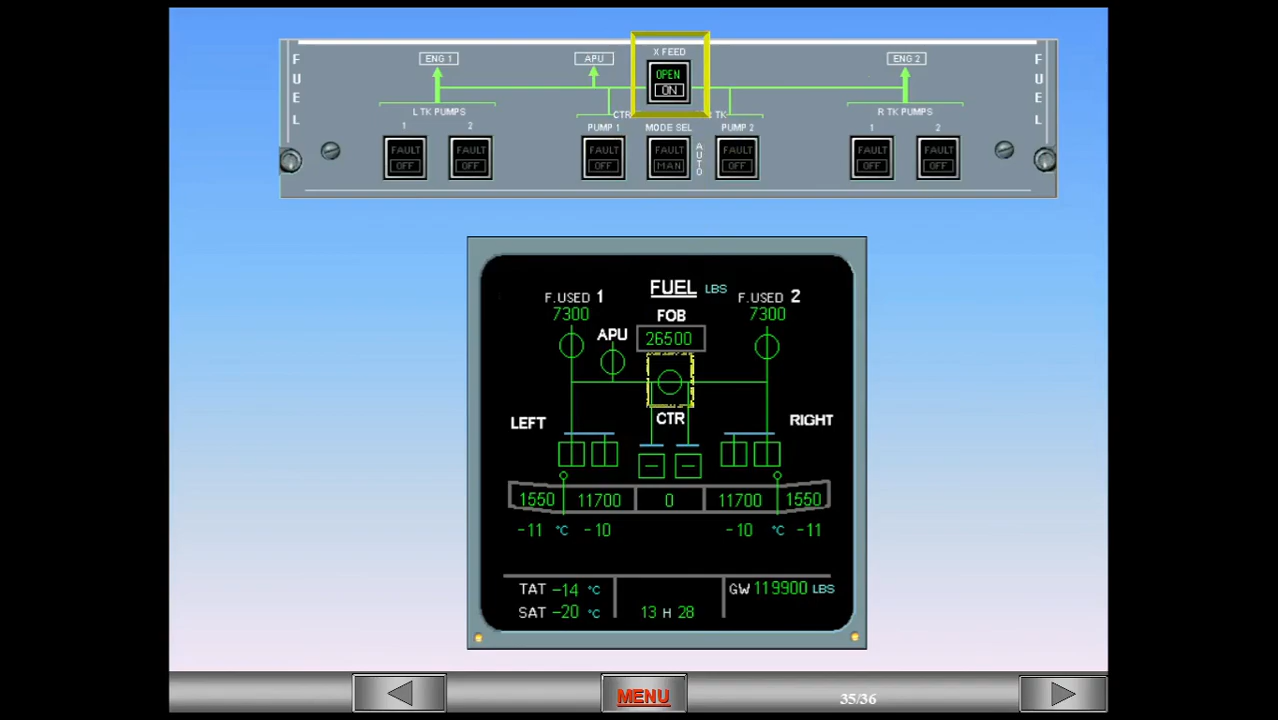 X FEED
ENG 1 APU OPEN ENG 2
ON
FUEL L TK PUMPS CTR TK R TK PUMPS FUEL
1 2 PUMP 1 MODE SEL PUMP 2 1 2
FAULT FAULT FAULT FAULT AUTO FAULT FAULT FAULT
OFF OFF OFF MAN OFF OFF OFF
FUEL LBS
F.USED 1 F.USED 2
7300 FOB 7300
APU 26500
LEFT CTR RIGHT
1550 11700 0 11700 1550
-11 °C -10 -10 °C -11
TAT -14 °C GW 119900 LBS
SAT -20 °C 13 H 28
MENU 35/36